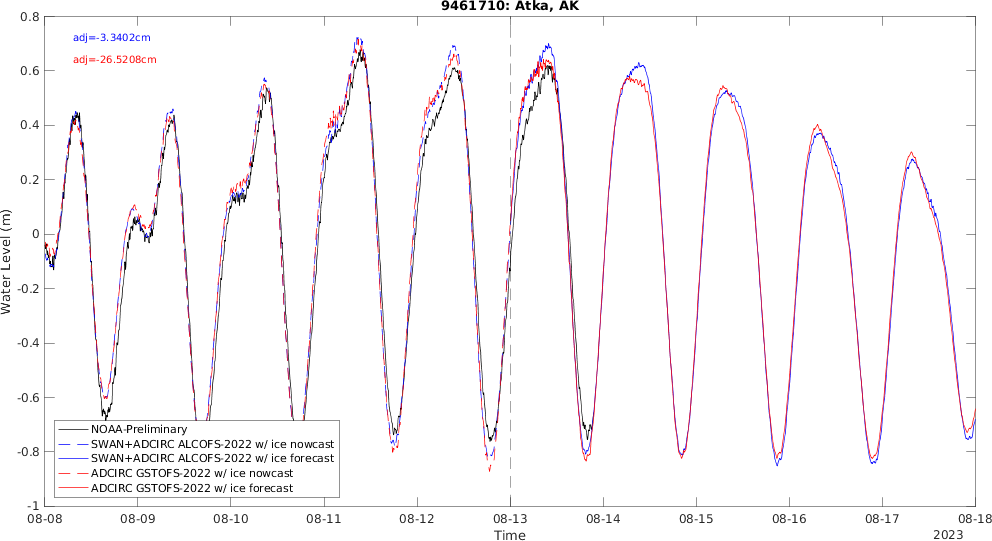 9461710: Atka, AK
adj=-3.3402cm
adj=-26.5208cm
Water Level (m)
0.8
0.6
0.4
0.2
0
-0.2
-0.4
-0.6
-0.8
-1
NOAA-Preliminary
SWAN+ADCIRC ALCOFS-2022 w/ ice nowcast
SWAN+ADCIRC ALCOFS-2022 w/ ice forecast
ADCIRC GSTOFS-2022 w/ ice nowcast
ADCIRC GSTOFS-2022 w/ ice forecast
08-08 08-09 08-10 08-11 08-12 08-13 08-14 08-15 08-16 08-17 08-18
Time
2023